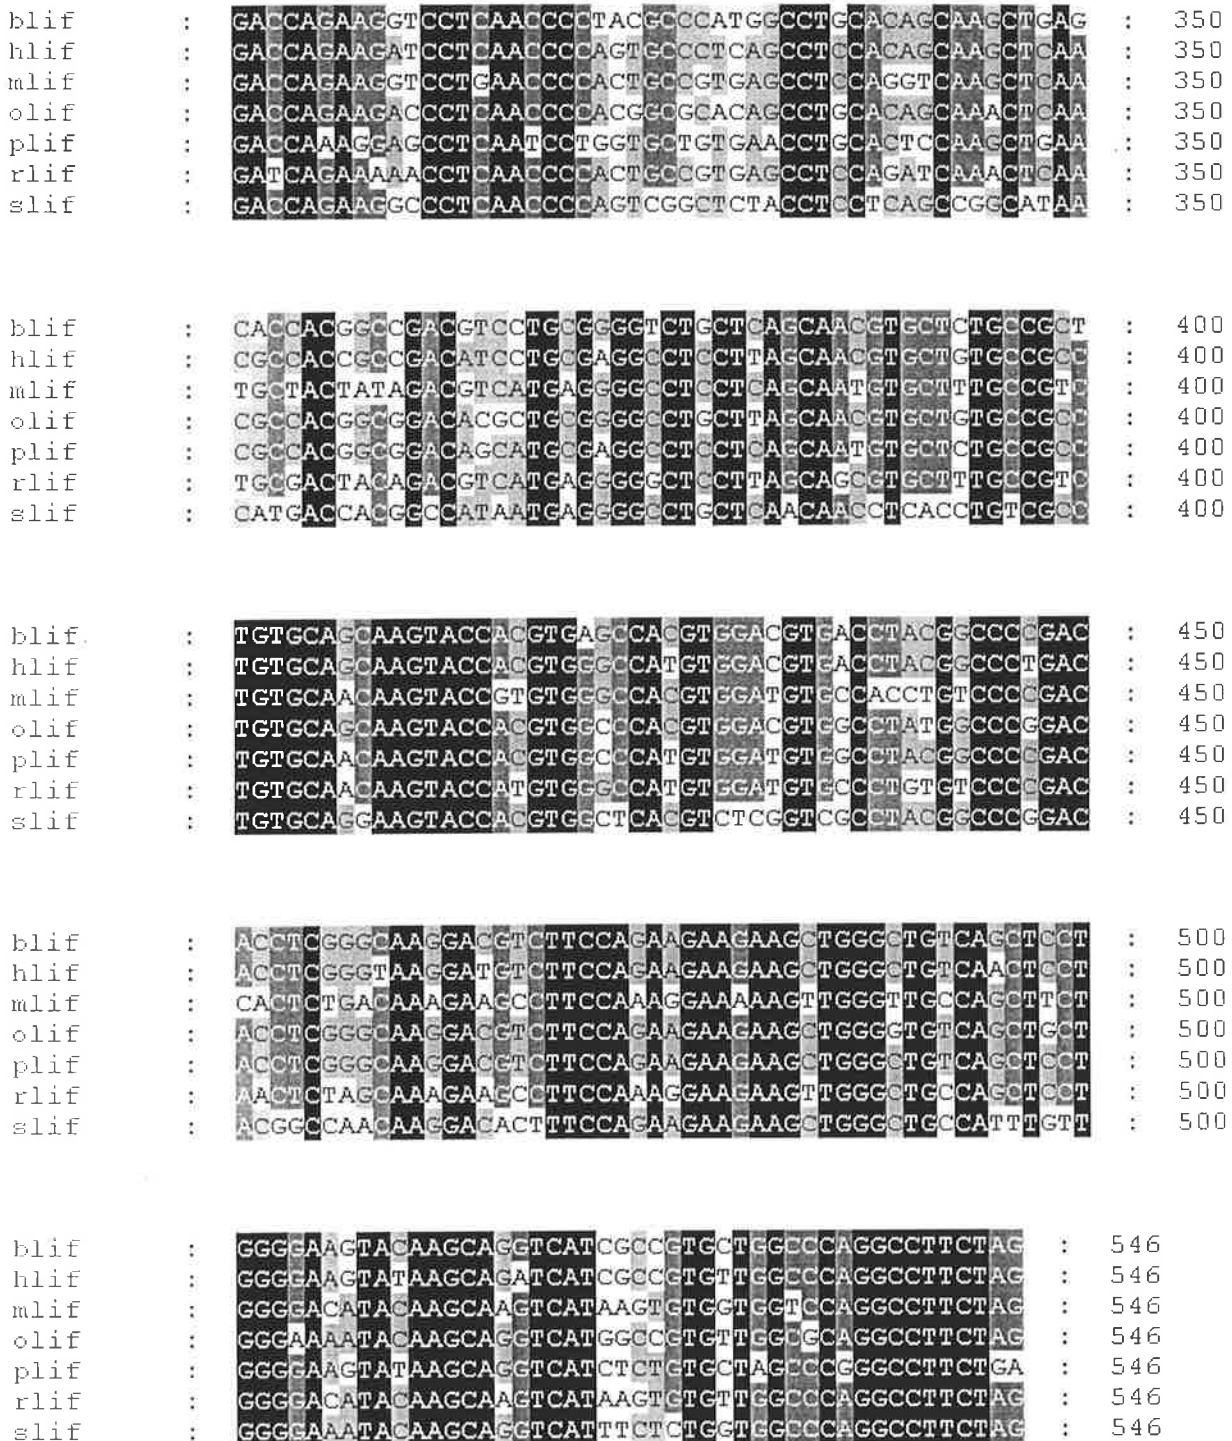 blif : GACCAGAAGGTCCTCAACCCCTACGCCCATGGCCTGCACAGCAAGCTGAG : 350
hlif : GACCAGAAGATCCTCAACCCCAGTGCCCTCAGCCTCCACAGCAAGCTCAA : 350
mlif : GACCAGAAGGTCCTGAACCCCACTGCCGTGAGCCTCCAGGTCAAGCTCAA : 350
olif : GACCAGAAGACCCTCAACCCCACGGCGCACAGCCTGCACAGCAAACTCAA : 350
plif : GACCAAAGGAGCCTCAATCCTGGTGCTGTGAACCTGCACTCCAAGCTGAA : 350
rlif : GATCAGAAAAACCTCAACCCCACTGCCGTGAGCCTCCAGATCAAACTCAA : 350
slif : GACCAGAAGGCCCTCAACCCCAGTCGGCTCTACCTCCTCAGCCGGCATAA : 350
blif : CACCACGGCCGACGTCCTGCGGGGTCTGCTCAGCAACGTGCTCTGCCGCT : 400
hlif : CGCCACCGCCGACATCCTGCGAGGCCTCCTTAGCAACGTGCTGTGCCGCC : 400
mlif : TGCTACTATAGACGTCATGAGGGGCCTCCTCAGCAATGTGCTTTGCCGTC : 400
olif : CGCCACGGCGGACACGCTGCGGGGCCTGCTTAGCAACGTGCTGTGCCGCC : 400
plif : CGCCACGGCGGACAGCATGCGAGGCCTCCTCAGCAATGTGCTCTGCCGCC : 400
rlif : TGCGACTACAGACGTCATGAGGGGGCTCCTTAGCAGCGTGCTTTGCCGTC : 400
slif : CATGACCACGGCCATAATGAGGGGCCTGCTCAACAACCTCACCTGTCGCC : 400
blif : TGTGCAGCAAGTACCACGTGAGCCACGTGGACGTGACCTACGGCCCCGAC : 450
hlif : TGTGCAGCAAGTACCACGTGGGCCATGTGGACGTGACCTACGGCCCTGAC : 450
mlif : TGTGCAACAAGTACCGTGTGGGCCACGTGGATGTGCCACCTGTCCCCGAC : 450
olif : TGTGCAGCAAGTACCACGTGGCCCACGTGGACGTGGCCTATGGCCCGGAC : 450
plif : TGTGCAACAAGTACCACGTGGCCCATGTGGATGTGGCCTACGGCCCCGAC : 450
rlif : TGTGCAACAAGTACCATGTGGGCCATGTGGATGTGCCCTGTGTCCCCGAC : 450
slif : TGTGCAGGAAGTACCACGTGGCTCACGTCTCGGTCGCCTACGGCCCGGAC : 450
blif : ACCTCGGGCAAGGACGTCTTCCAGAAGAAGAAGCTGGGCTGTCAGCTCCT : 500
hlif : ACCTCGGGTAAGGATGTCTTCCAGAAGAAGAAGCTGGGCTGTCAACTCCT : 500
mlif : CACTCTGACAAAGAAGCCTTCCAAAGGAAAAAGTTGGGTTGCCAGCTTCT : 500
olif : ACCTCGGGCAAGGACGTCTTCCAGAAGAAGAAGCTGGGGTGTCAGCTGCT : 500
plif : ACCTCGGGCAAGGACGTCTTCCAGAAGAAGAAGCTGGGCTGTCAGCTCCT : 500
rlif : AACTCTAGCAAAGAAGCCTTCCAAAGGAAGAAGTTGGGCTGCCAGCTCCT : 500
slif : ACGGCCAACAAGGACACTTTCCAGAAGAAGAAGCTGGGCTGCCATTTGTT : 500
blif : GGGGAAGTACAAGCAGGTCATCGCCGTGCTGGCCCAGGCCTTCTAG : 546
hlif : GGGGAAGTATAAGCAGATCATCGCCGTGTTGGCCCAGGCCTTCTAG : 546
mlif : GGGGACATACAAGCAAGTCATAAGTGTGGTGGTCCAGGCCTTCTAG : 546
olif : GGGAAAATACAAGCAGGTCATGGCCGTGTTGGCGCAGGCCTTCTAG : 546
plif : GGGGAAGTATAAGCAGGTCATCTCTGTGCTAGCCCGGGCCTTCTGA : 546
rlif : GGGGACATACAAGCAAGTCATAAGTGTGTTGGCCCAGGCCTTCTAG : 546
slif : GGGGAAATACAAGCAGGTCATTTCTCTGGTGGCCCAGGCCTTCTAG : 546